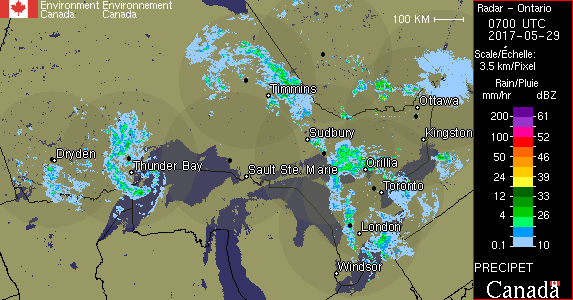 Environment Environnement
Canada Canada
100 KM
Radar - Ontario
0700 UTC
2017-05-29
Scale/Échelle:
3.5 km/Pixel
Rain/Pluie
mm/hr dBZ
200 61
100 52
50 46
24 39
12 33
4 26
2 20
0.1 10
PRECIPET
Canada
Timmins
Ottawa
Sudbury
Kingston
Dryden
Thunder Bay
Sault Ste. Marie
Orillia
Toronto
London
Windsor